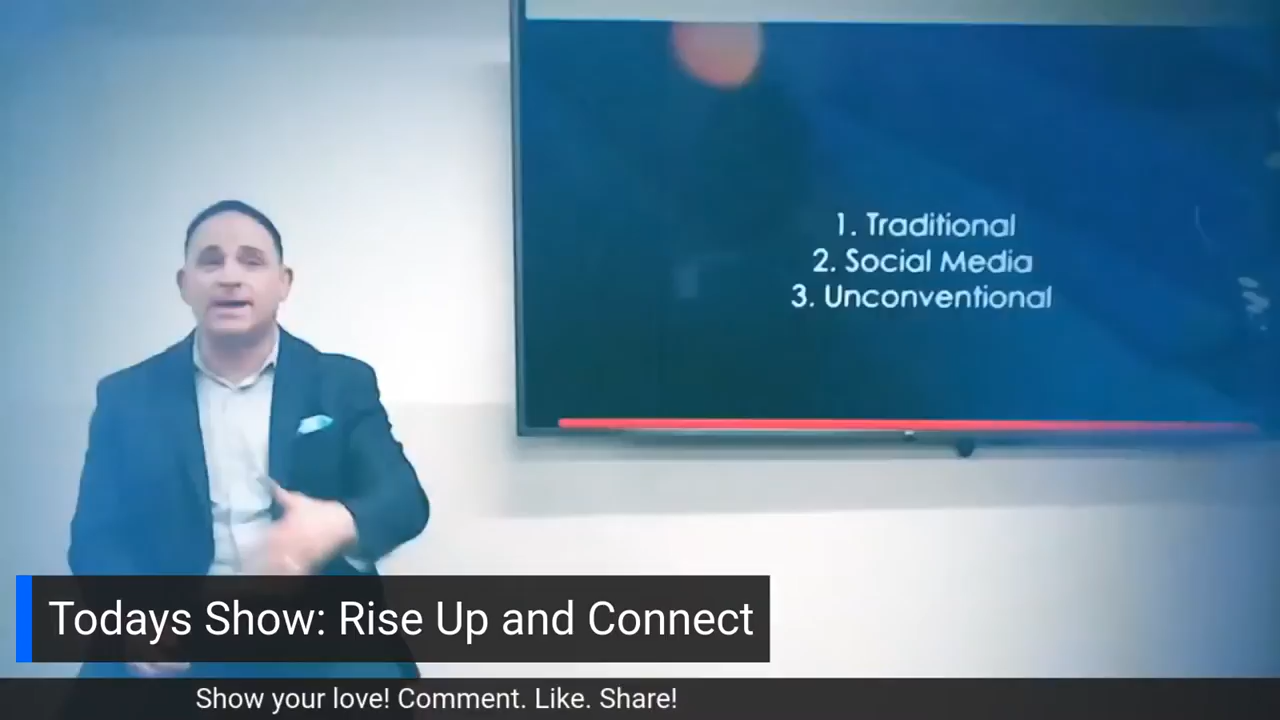 1. Traditional
2. Social Media
3. Unconventional
Todays Show: Rise Up and Connect
Show your love! Comment. Like. Share!